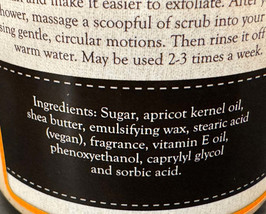 and make it easier to exfoliate. After y
hower, massage a scoopful of scrub into your
sing gentle, circular motions. Then rinse it off
warm water. May be used 2-3 times a week.
Ingredients: Sugar, apricot kernel oil,
shea butter, emulsifying wax, stearic acid
(vegan), fragrance, vitamin E oil,
phenoxyethanol, caprylyl glycol
and sorbic acid.